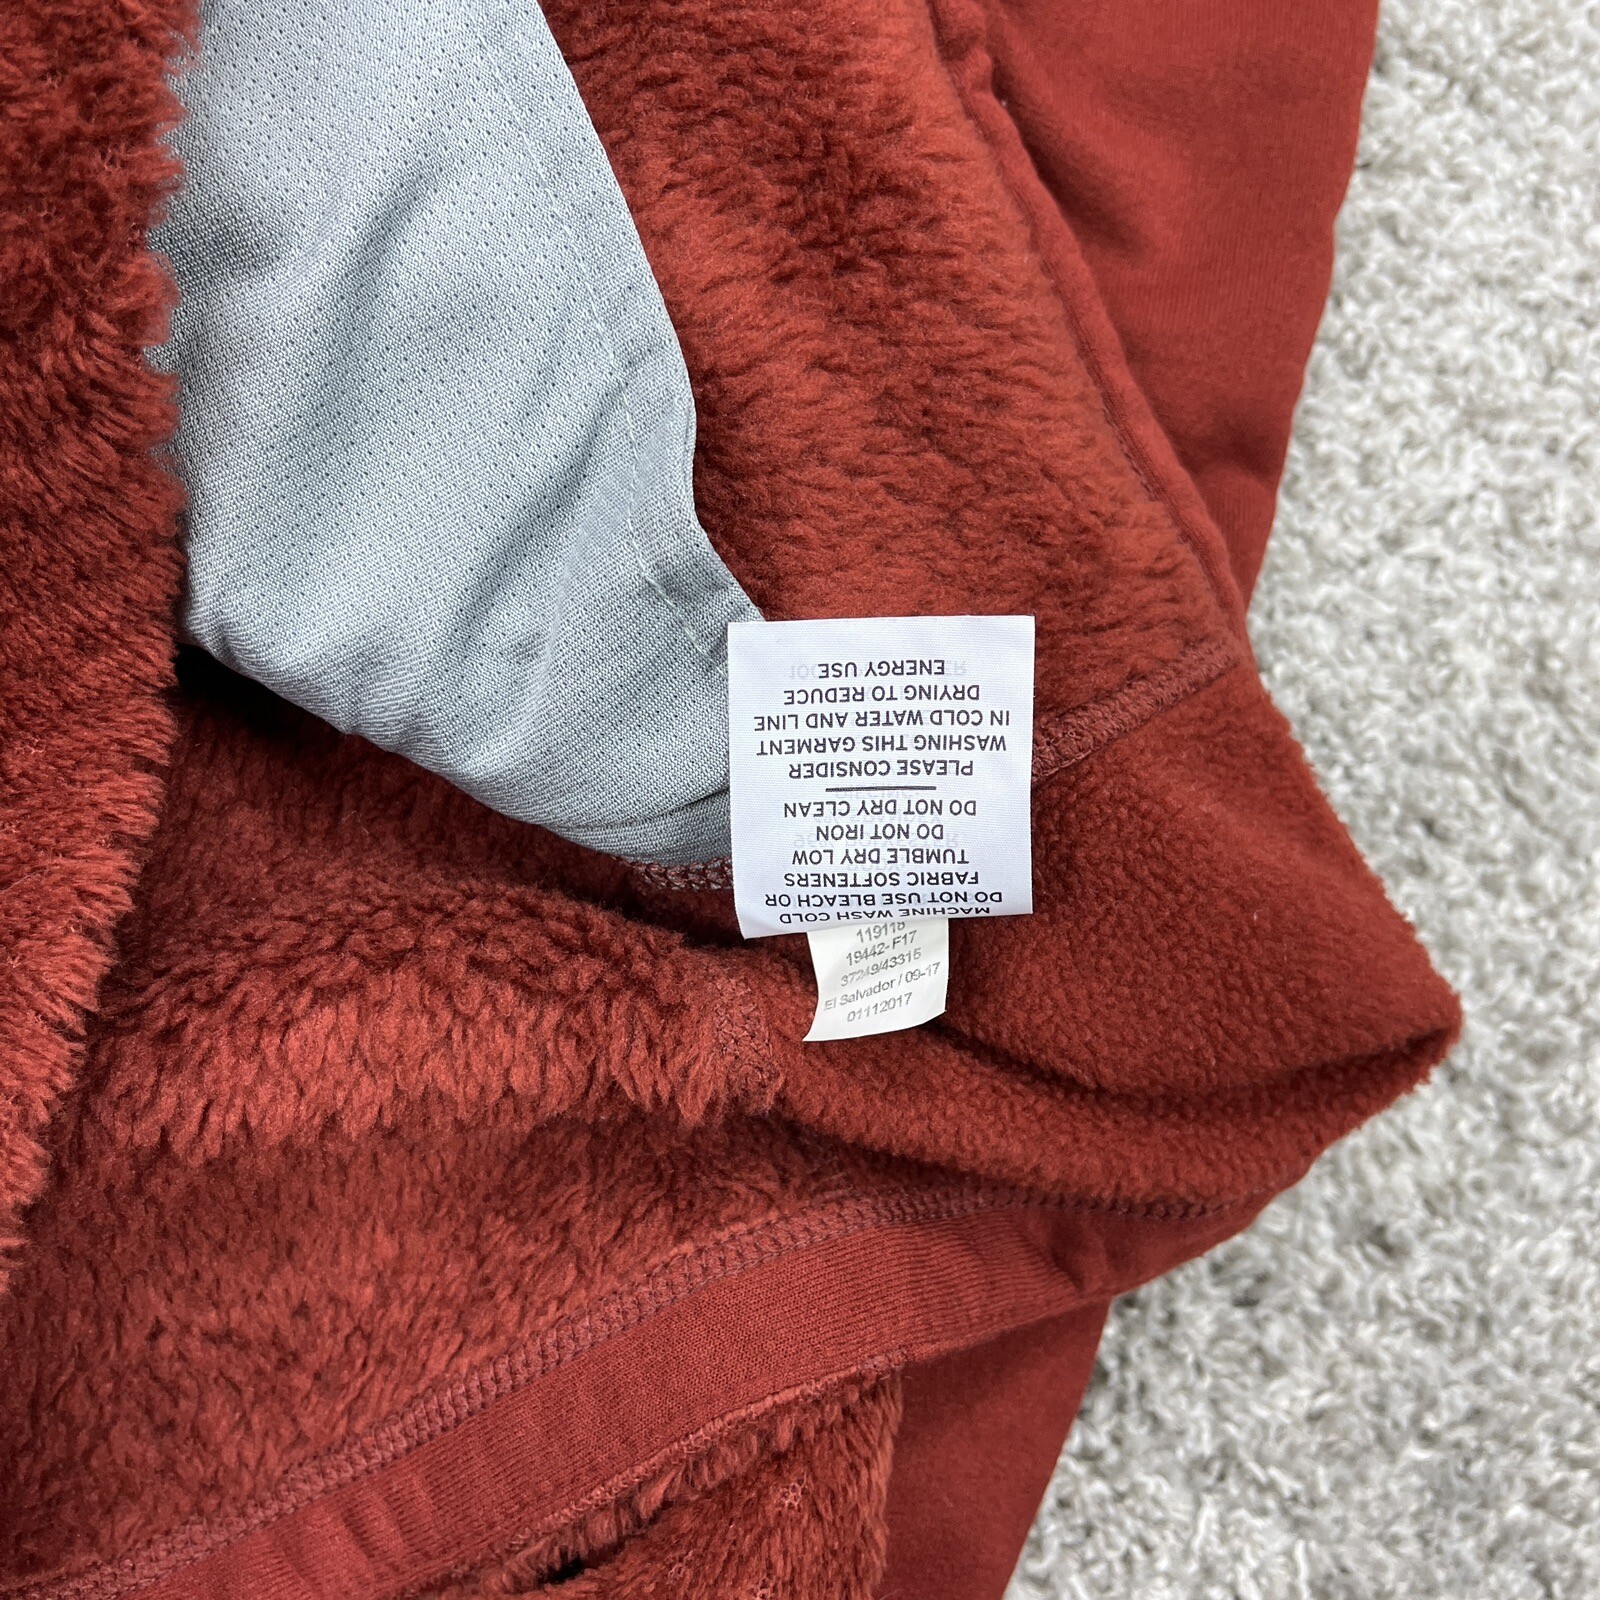 MACHINE WASH COLD
DO NOT USE BLEACH OR
FABRIC SOFTENERS
TUMBLE DRY LOW
DO NOT IRON
DO NOT DRY CLEAN
PLEASE CONSIDER
WASHING THIS GARMENT
IN COLD WATER AND LINE
DRYING TO REDUCE
ENERGY USE
19442-F17
37249/43315
El Salvador / 09-17
01112017